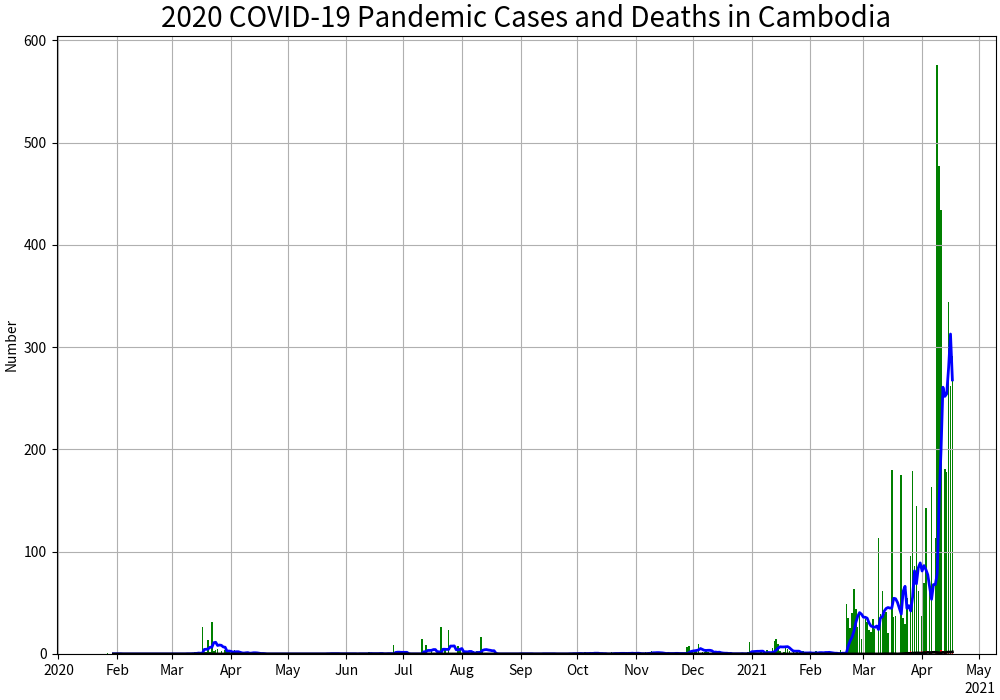 2020 COVID-19 Pandemic Cases and Deaths in Cambodia
600
500
400
300
200
100
0
Number
2020 Feb Mar Apr May Jun Jul Aug Sep Oct Nov Dec 2021 Feb Mar Apr May
2021